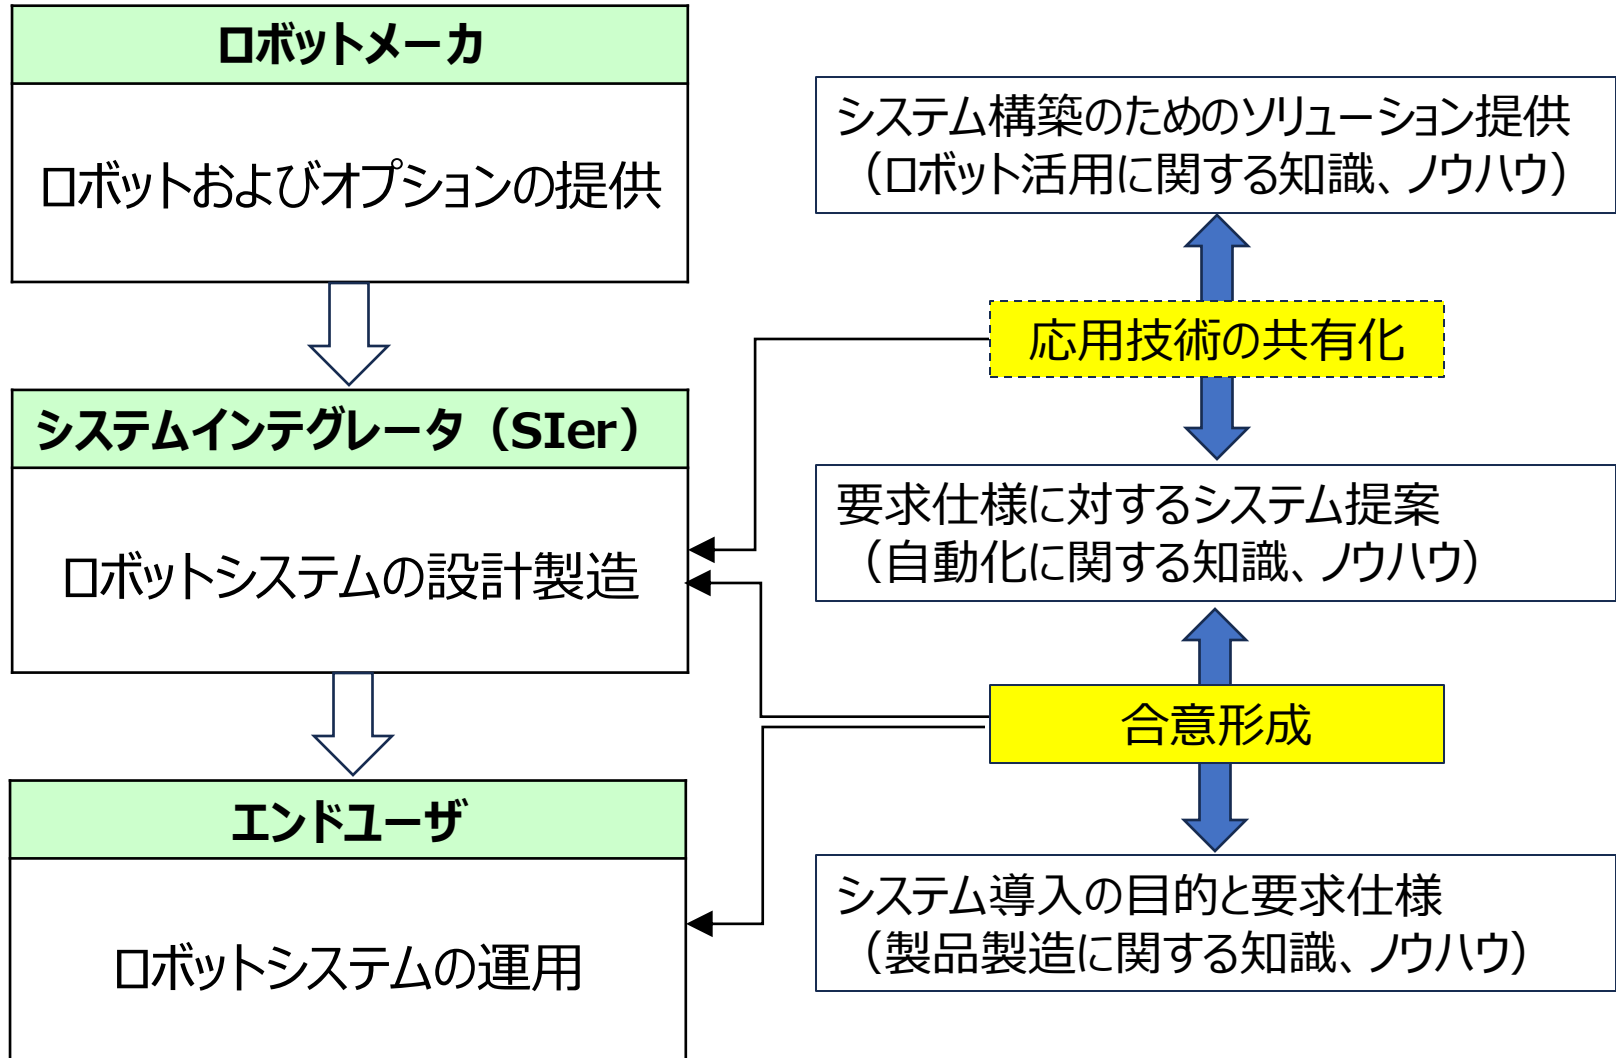 ロボットメーカ
ロボットおよびオプションの提供
システムインテグレータ（SIer）
ロボットシステムの設計製造
エンドユーザ
ロボットシステムの運用
システム構築のためのソリューション提供
（ロボット活用に関する知識、ノウハウ）
応用技術の共有化
要求仕様に対するシステム提案
（自動化に関する知識、ノウハウ）
合意形成
システム導入の目的と要求仕様
（製品製造に関する知識、ノウハウ）